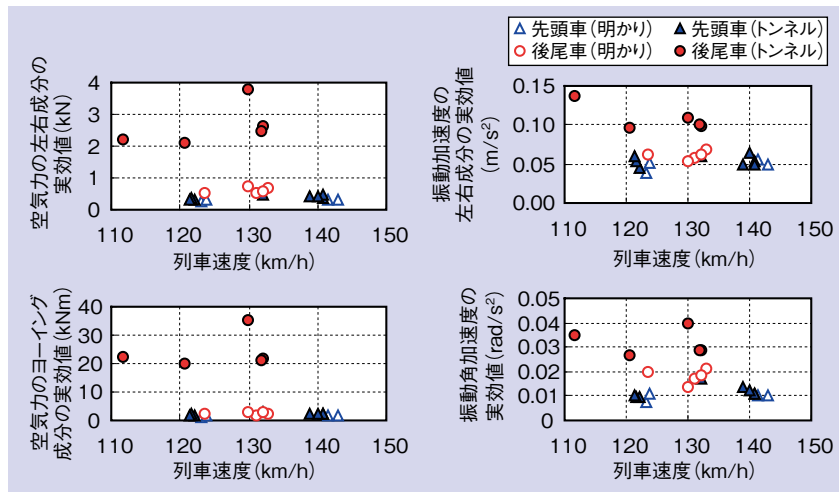 先頭車(明かり) 先頭車(トンネル)
後尾車(明かり) 後尾車(トンネル)
空気力の左右成分の
実効値(kN)
4
3
2
1
0
110 120 130 140 150
列車速度(km/h)
振動加速度の
左右成分の実効値
(m/s²)
0.15
0.10
0.05
0.00
110 120 130 140 150
列車速度(km/h)
空気力のヨーイング
成分の実効値(kNm)
40
30
20
10
0
110 120 130 140 150
列車速度(km/h)
振動角加速度の
実効値(rad/s²)
0.05
0.04
0.03
0.02
0.01
0
110 120 130 140 150
列車速度(km/h)